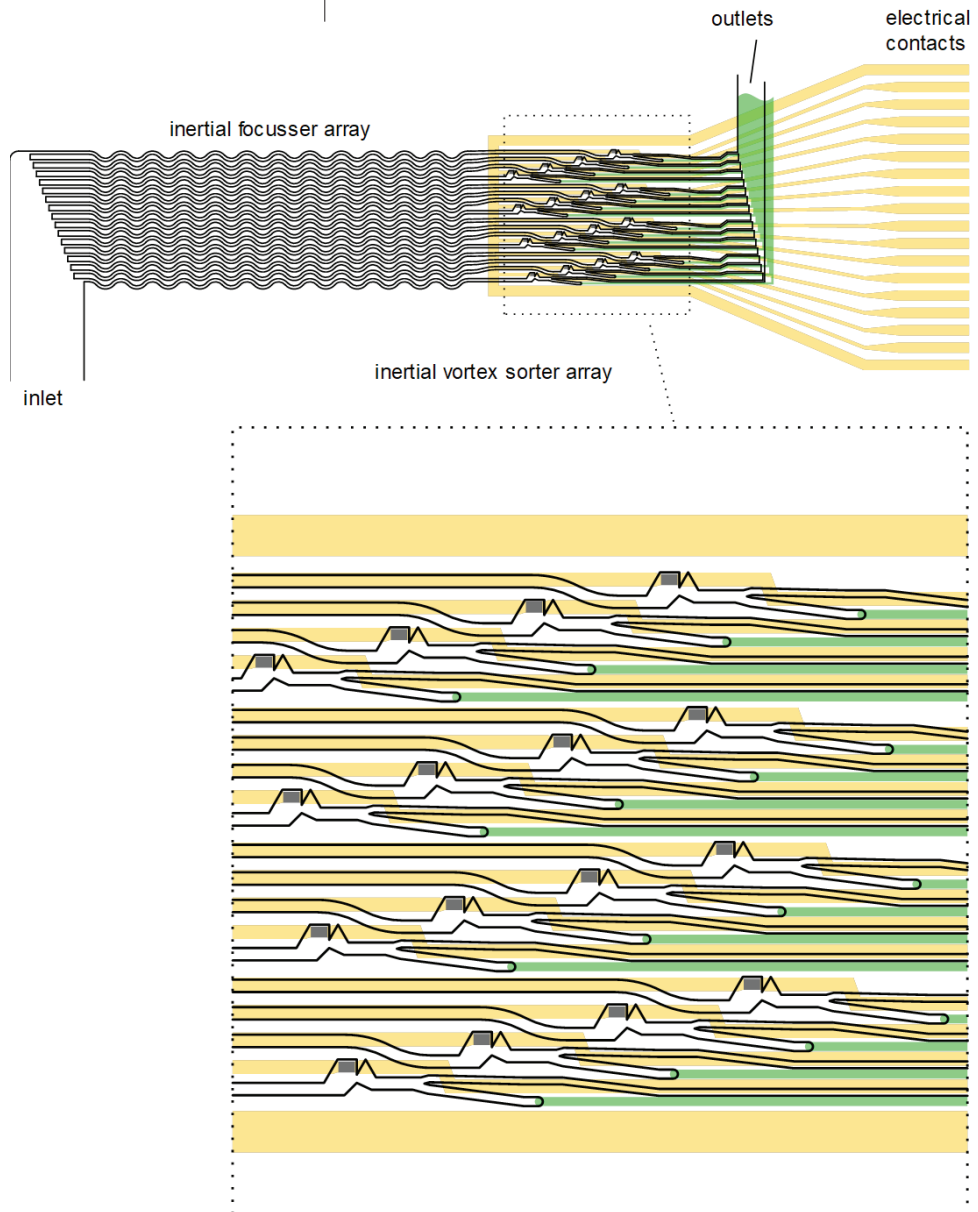 outlets
electrical
contacts
inertial focusser array
inertial vortex sorter array
inlet